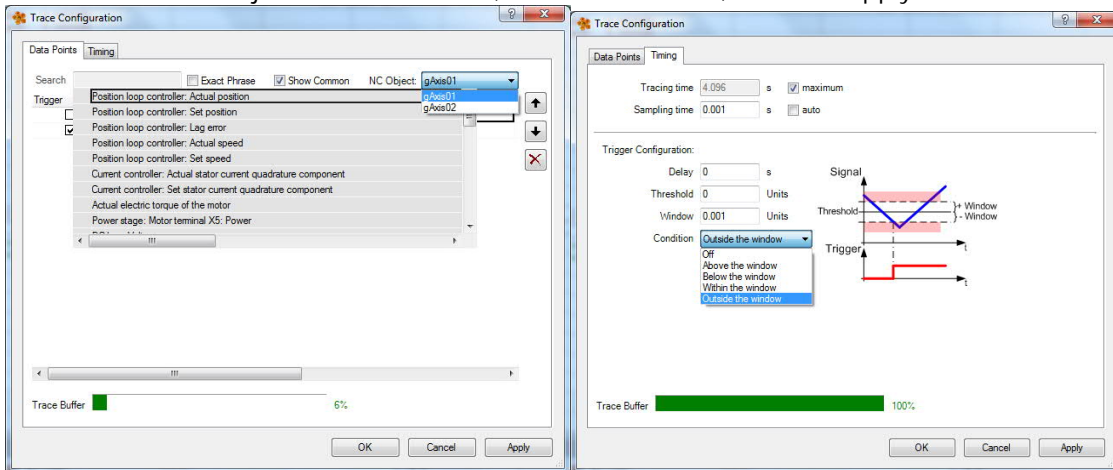 Trace Configuration
Data Points Timing
Search Exact Phrase Show Common NC Object: gAxis01
Trigger
gAxis01
gAxis02
Position loop controller: Actual position
Position loop controller: Set position
Position loop controller: Lag error
Position loop controller: Actual speed
Position loop controller: Set speed
Current controller: Actual stator current quadrature component
Current controller: Set stator current quadrature component
Actual electric torque of the motor
Power stage: Motor terminal X5: Power
Trace Buffer 6%
OK Cancel Apply
Trace Configuration
Data Points Timing
Tracing time 4.096 s maximum
Sampling time 0.001 s auto
Trigger Configuration:
Delay 0 s
Threshold 0 Units
Window 0.001 Units
Condition Outside the window
Off
Above the window
Below the window
Within the window
Outside the window
Signal
Threshold
+ Window
- Window
t
Trigger
t
Trace Buffer 100%
OK Cancel Apply